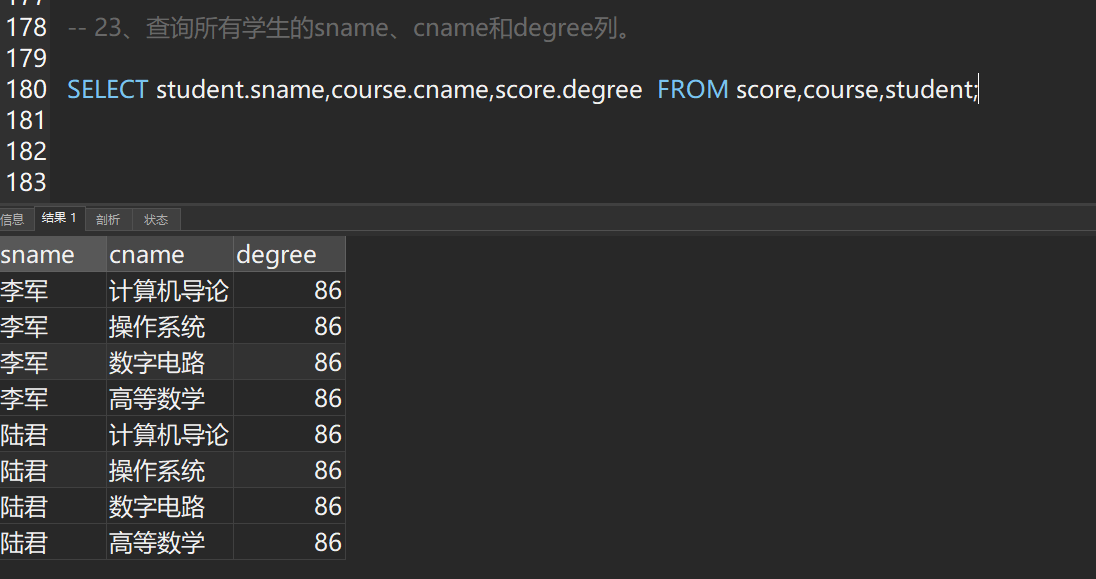 177
178 -- 23、查询所有学生的sname、cname和degree列。
179
180 SELECT student.sname,course.cname,score.degree  FROM score,course,student;
181
182
183
信息 结果 1 剖析 状态
sname cname degree
李军 计算机导论 86
李军 操作系统 86
李军 数字电路 86
李军 高等数学 86
陆君 计算机导论 86
陆君 操作系统 86
陆君 数字电路 86
陆君 高等数学 86